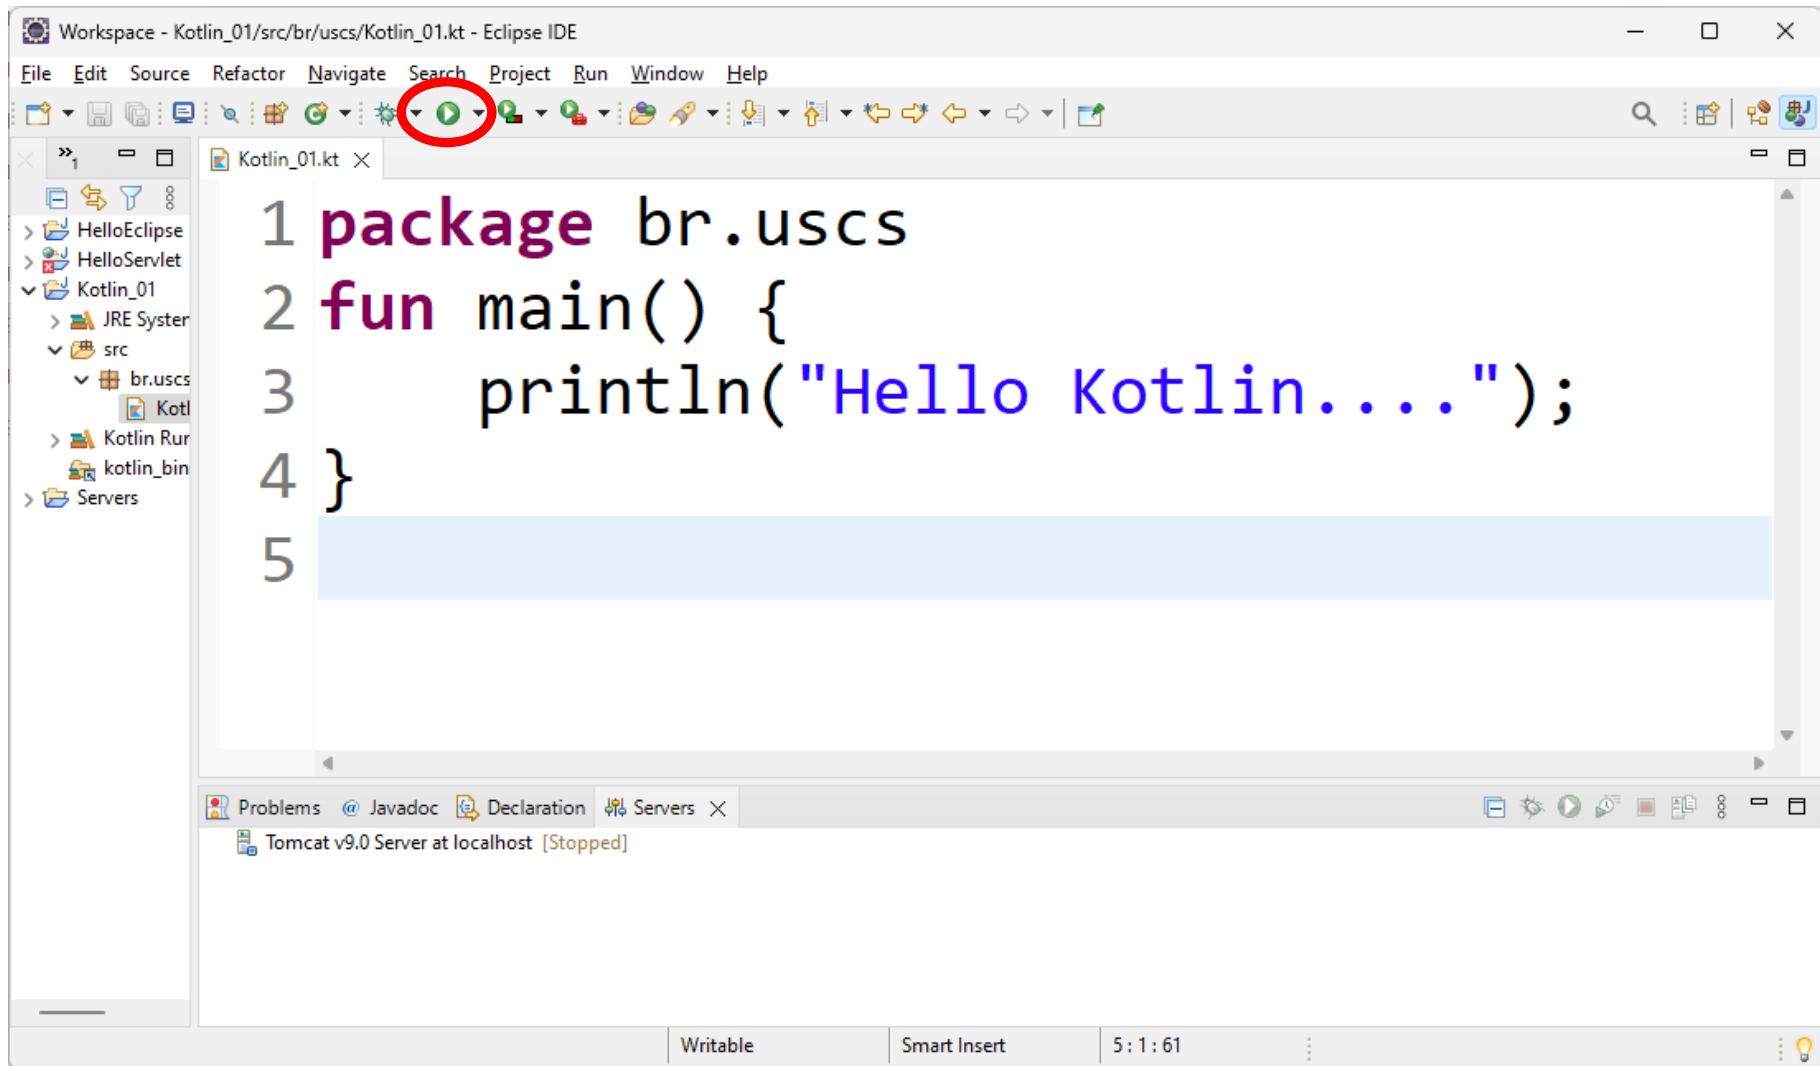 Workspace - Kotlin_01/src/br/uscs/Kotlin_01.kt - Eclipse IDE
File Edit Source Refactor Navigate Search Project Run Window Help
»1
Kotlin_01.kt
HelloEclipse
HelloServlet
Kotlin_01
JRE System
src
br.uscs
Kotl
Kotlin Rur
kotlin_bin
Servers
1 package br.uscs
2 fun main() {
3 println("Hello Kotlin....");
4 }
5
Problems @ Javadoc Declaration Servers
Tomcat v9.0 Server at localhost [Stopped]
Writable Smart Insert 5 : 1 : 61